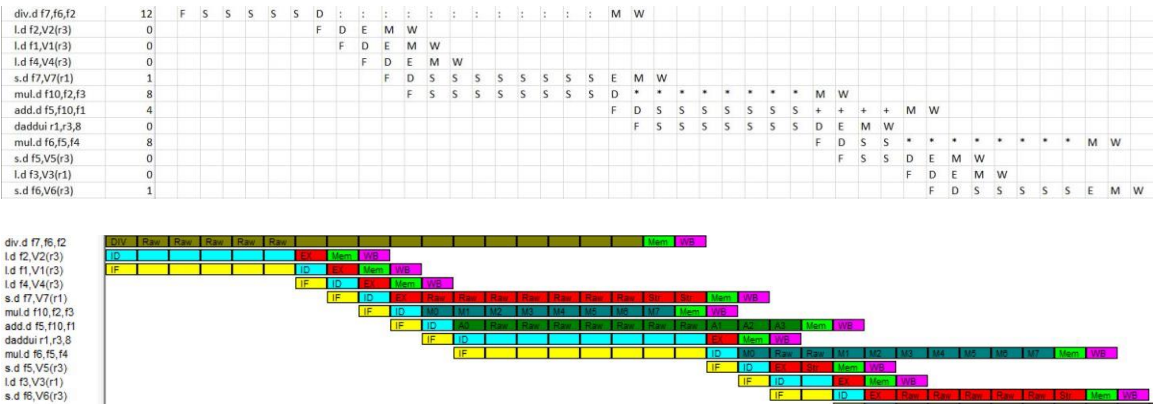 div.d f7,f6,f2 12 F S S S S S D : : : : : : : : : : : : M W
l.d f2,V2(r3) 0 F D E M W
l.d f1,V1(r3) 0 F D E M W
l.d f4,V4(r3) 0 F D E M W
s.d f7,V7(r1) 1 F D S S S S S S S S E M W
mul.d f10,f2,f3 8 F S S S S S S S S D * * * * * * * * M W
add.d f5,f10,f1 4 F D S S S S S S S + + + + M W
daddui r1,r3,8 0 F S S S S S S S D E M W
mul.d f6,f5,f4 8 F D S S * * * * * * * * M W
s.d f5,V5(r3) 0 F S S D E M W
l.d f3,V3(r1) 0 F D E M W
s.d f6,V6(r3) 1 F D S S S S S E M W
div.d f7,f6,f2 DIV Raw Raw Raw Raw Raw Mem WB
l.d f2,V2(r3) ID EX Mem WB
l.d f1,V1(r3) IF ID EX Mem WB
l.d f4,V4(r3) IF ID EX Mem WB
s.d f7,V7(r1) IF ID EX Raw Raw Raw Raw Raw Raw Raw Str Str Mem WB
mul.d f10,f2,f3 IF ID M0 M1 M2 M3 M4 M5 M6 M7 Mem WB
add.d f5,f10,f1 IF ID A0 Raw Raw Raw Raw Raw Raw Raw A1 A2 A3 Mem WB
daddui r1,r3,8 IF ID EX Mem WB
mul.d f6,f5,f4 IF ID M0 Raw Raw M1 M2 M3 M4 M5 M6 M7 Mem WB
s.d f5,V5(r3) IF ID EX Str Mem WB
l.d f3,V3(r1) IF ID EX Mem WB
s.d f6,V6(r3) IF ID EX Raw Raw Raw Raw Raw Str Mem WB